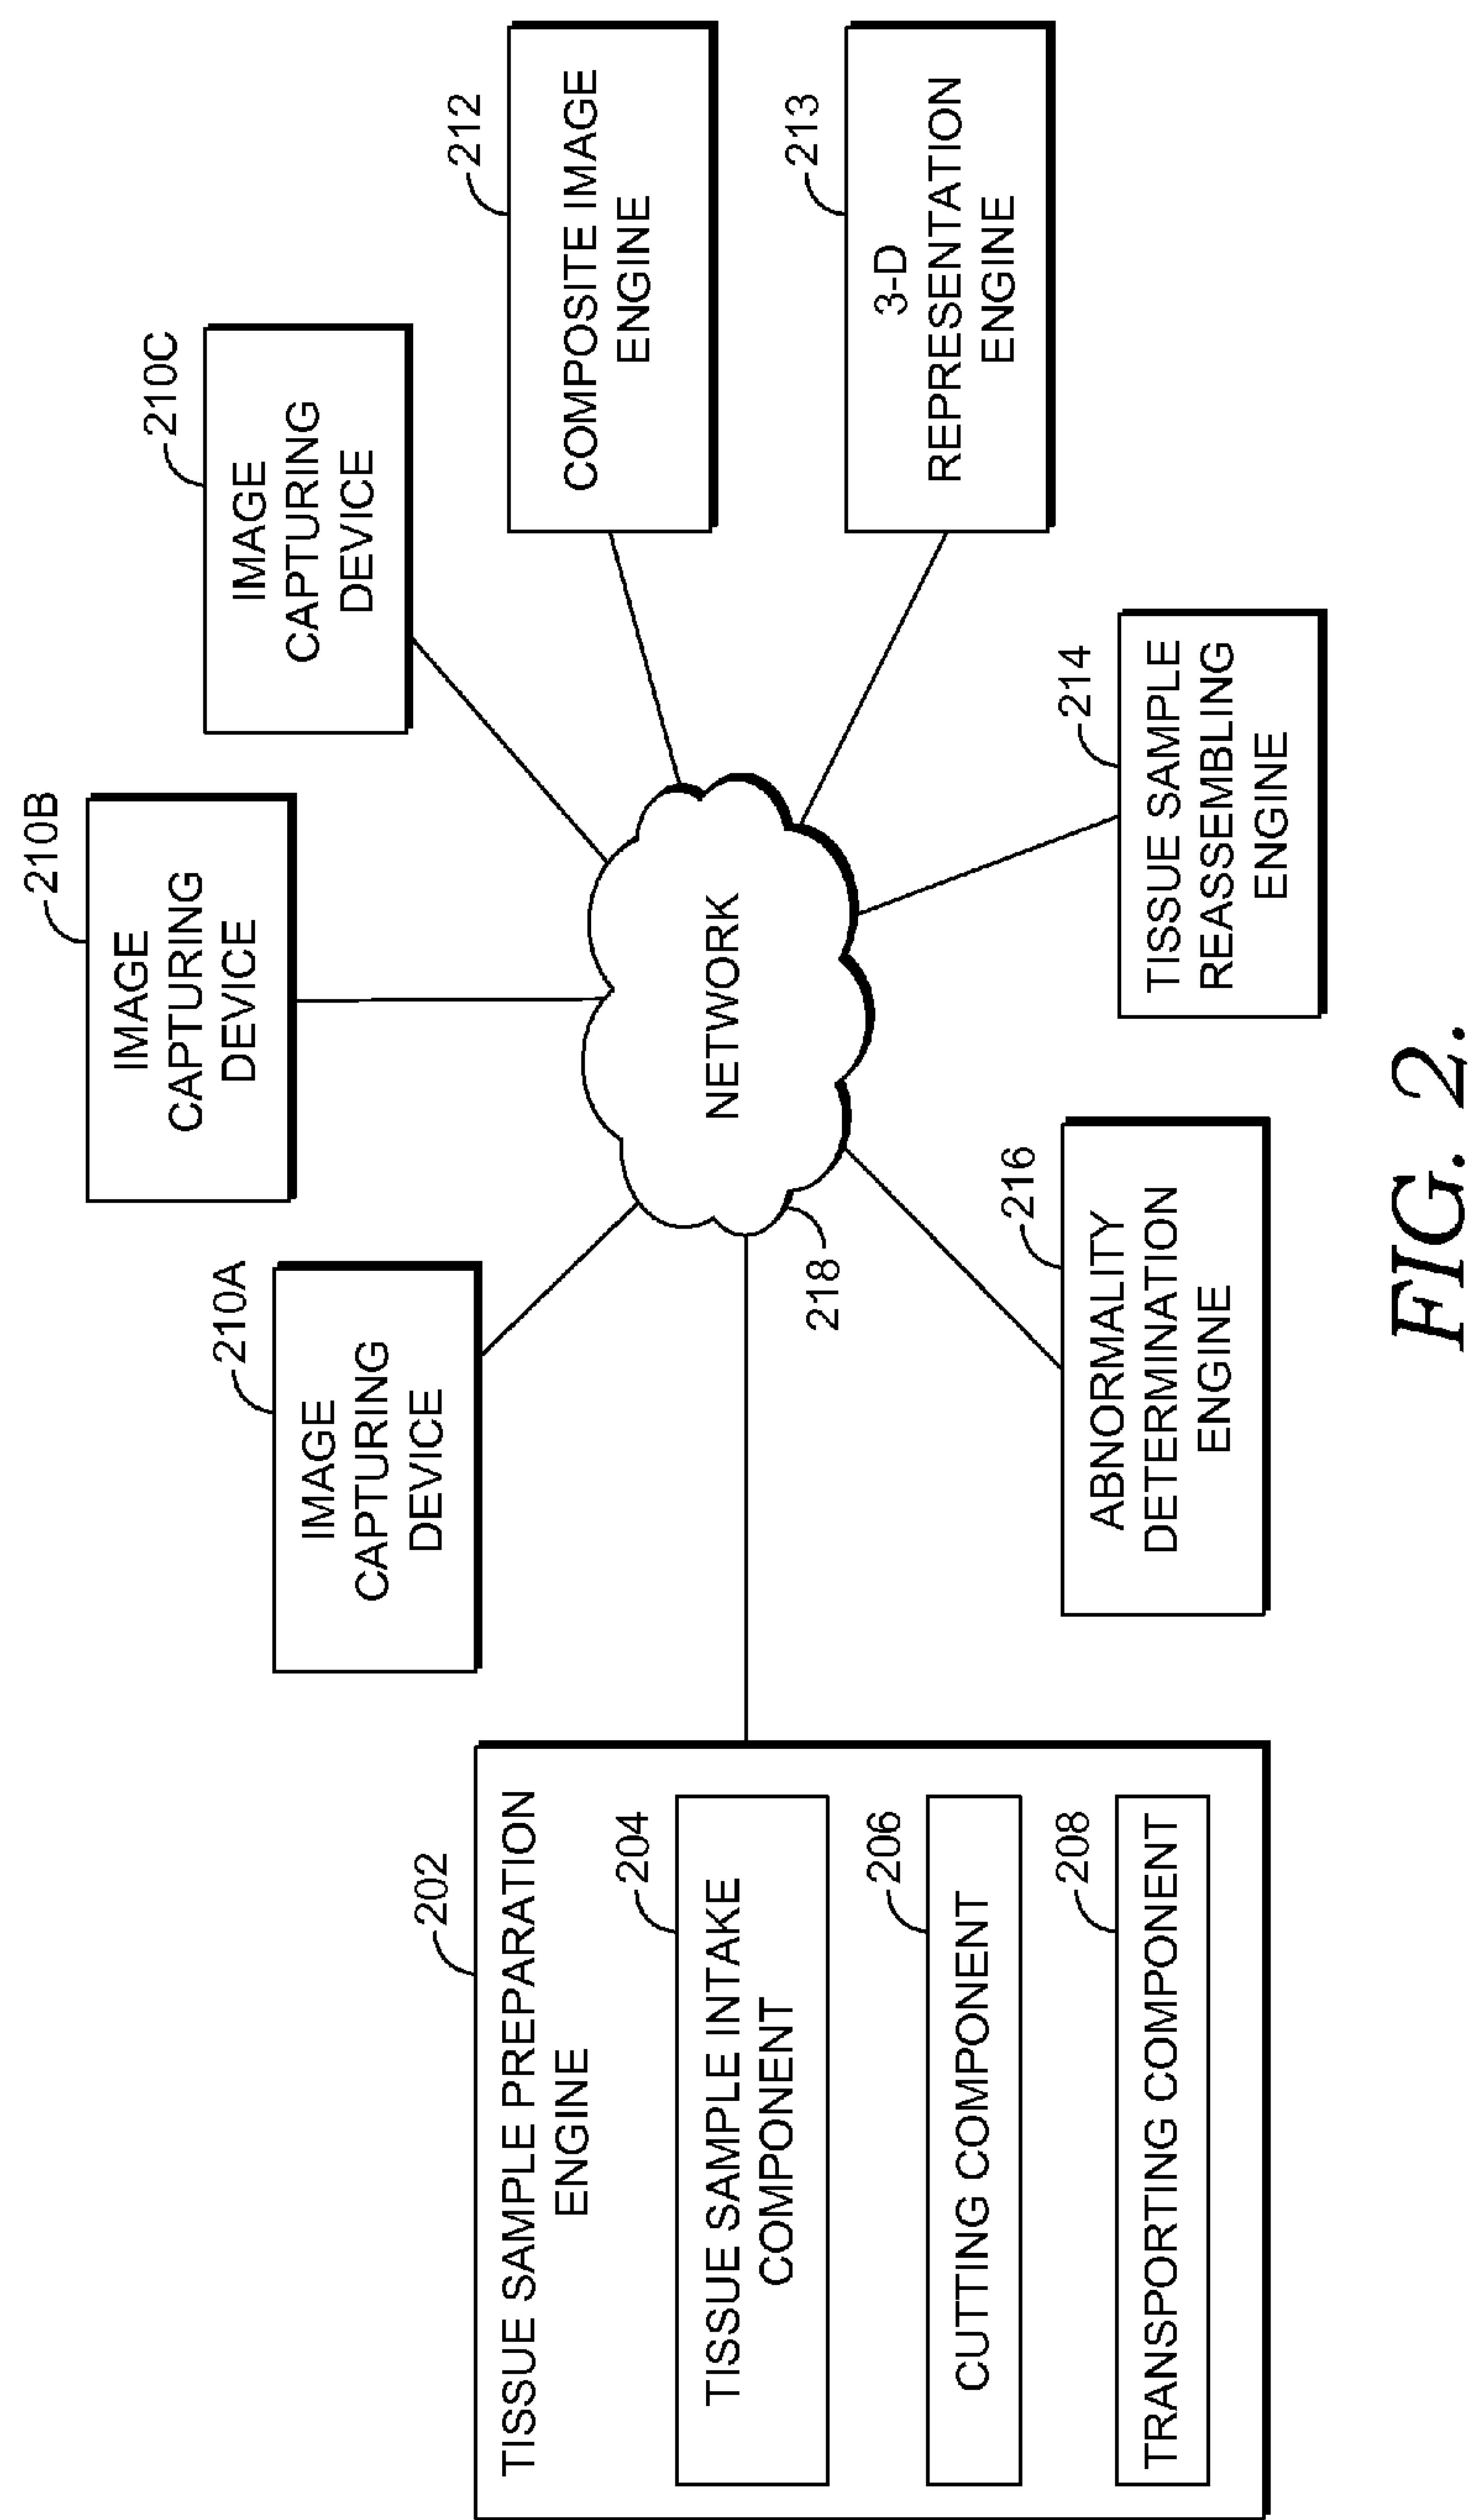 210B
IMAGE
CAPTURING
DEVICE
210C
IMAGE
CAPTURING
DEVICE
210A
IMAGE
CAPTURING
DEVICE
202
TISSUE SAMPLE PREPARATION
ENGINE
204
TISSUE SAMPLE INTAKE
COMPONENT
206
CUTTING COMPONENT
208
TRANSPORTING COMPONENT
NETWORK
218
212
COMPOSITE IMAGE
ENGINE
213
3-D
REPRESENTATION
ENGINE
216
ABNORMALITY
DETERMINATION
ENGINE
214
TISSUE SAMPLE
REASSEMBLING
ENGINE
FIG. 2.